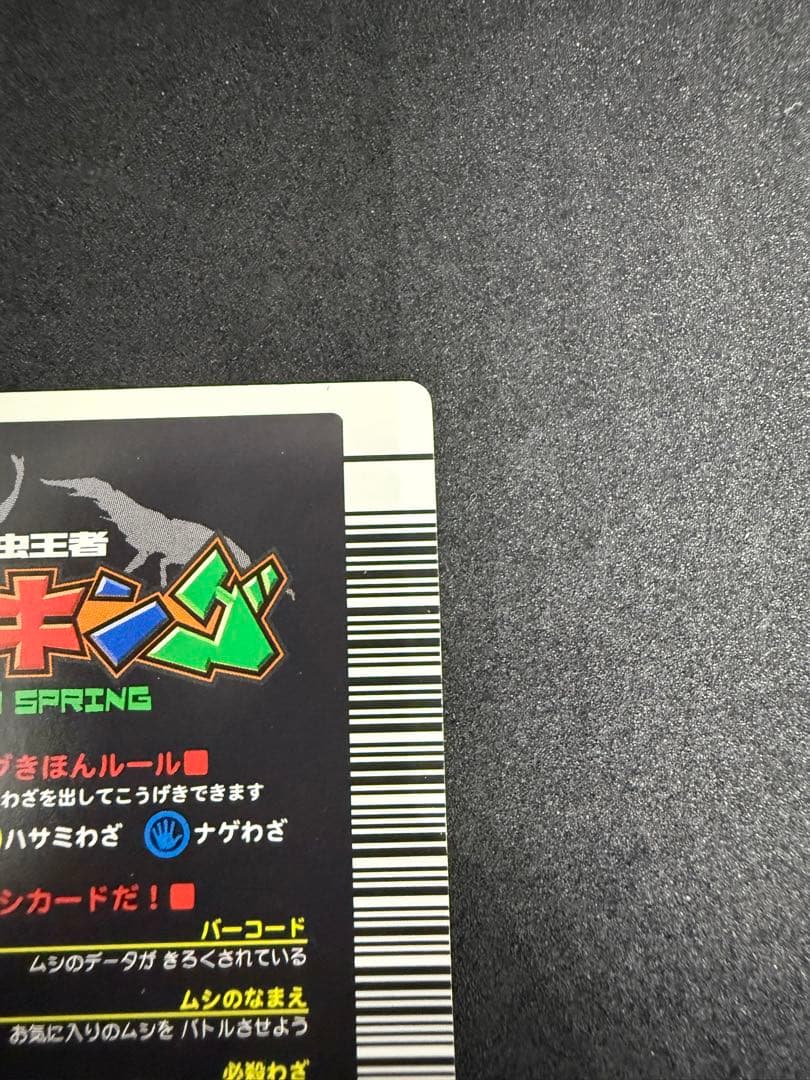 虫王者
キング
SPRING
きほんルール■
わざを出してこうげきできます
ハサミわざ ナゲわざ
シカードだ！■
バーコード
ムシのデータが きろくされている
ムシのなまえ
お気に入りのムシを バトルさせよう
必殺わざ